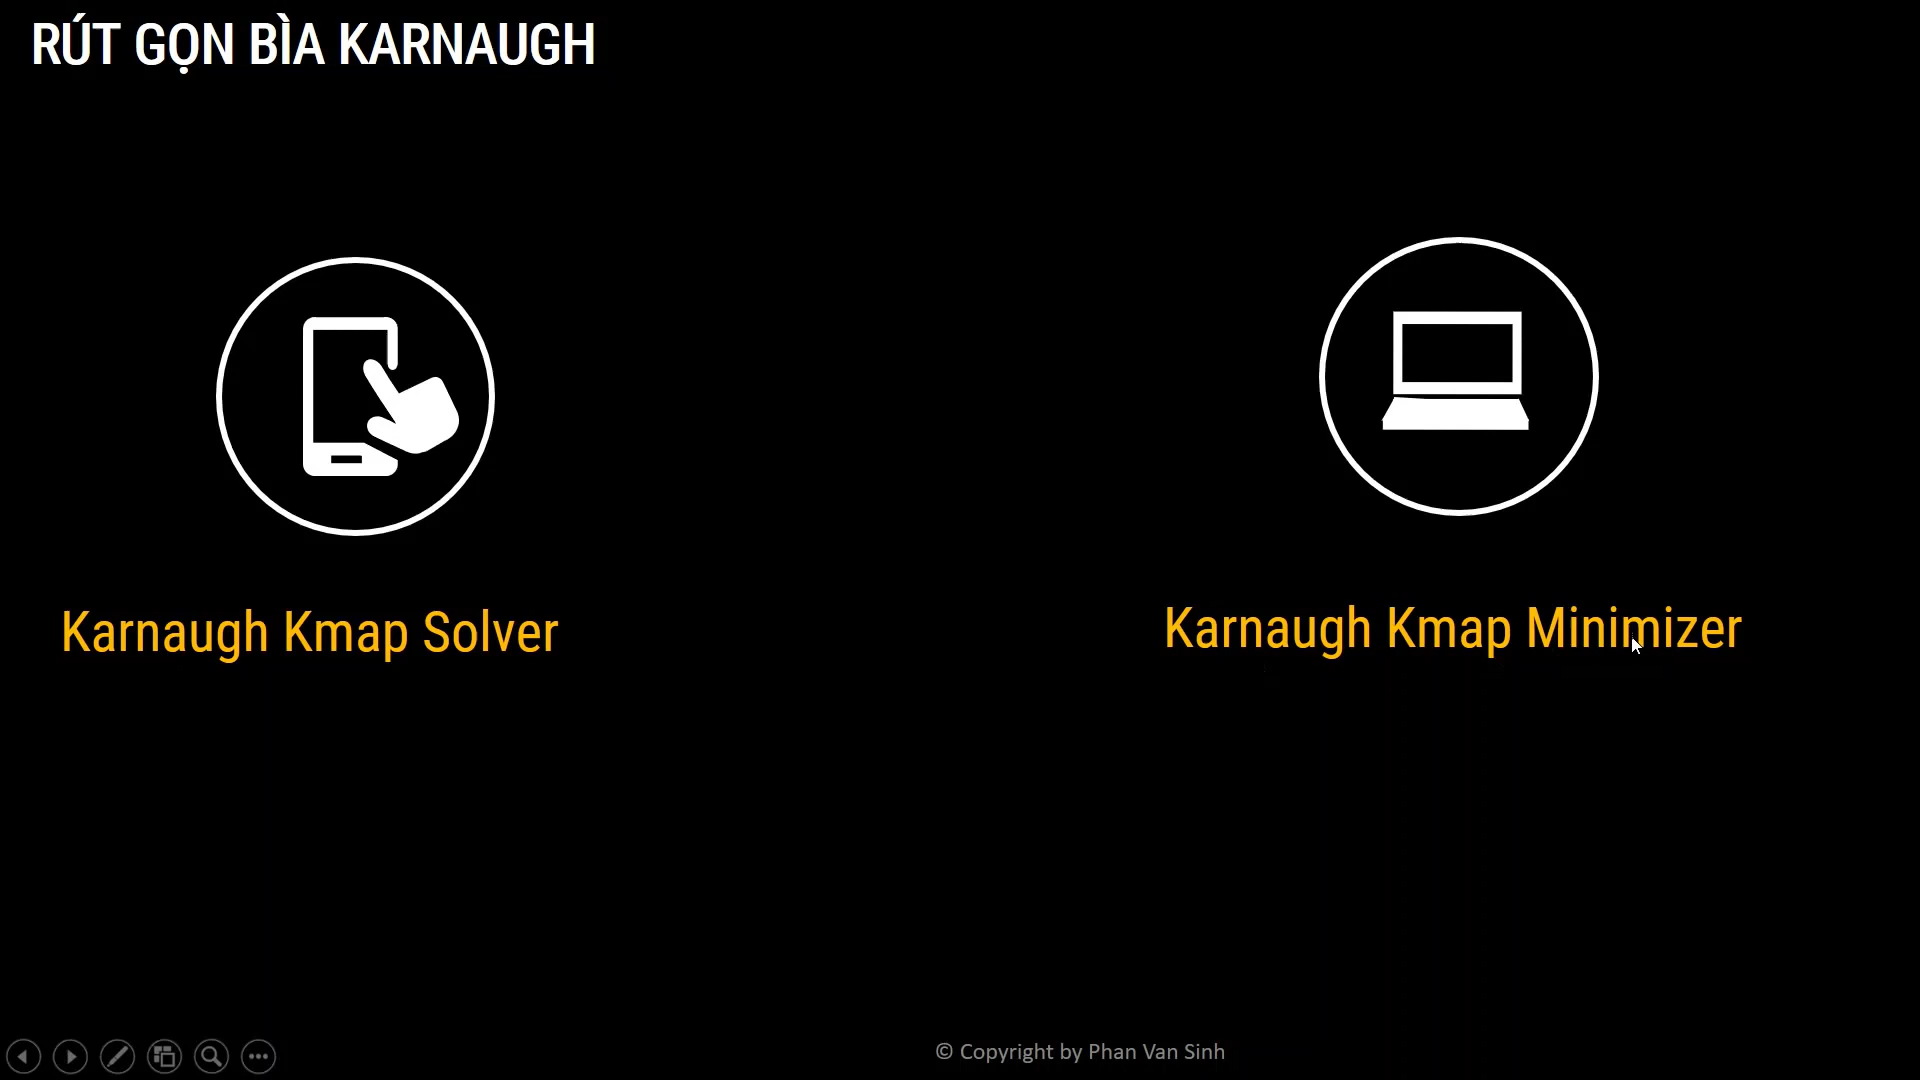 RÚT GỌN BÌA KARNAUGH
Karnaugh Kmap Solver
Karnaugh Kmap Minimizer
© Copyright by Phan Van Sinh